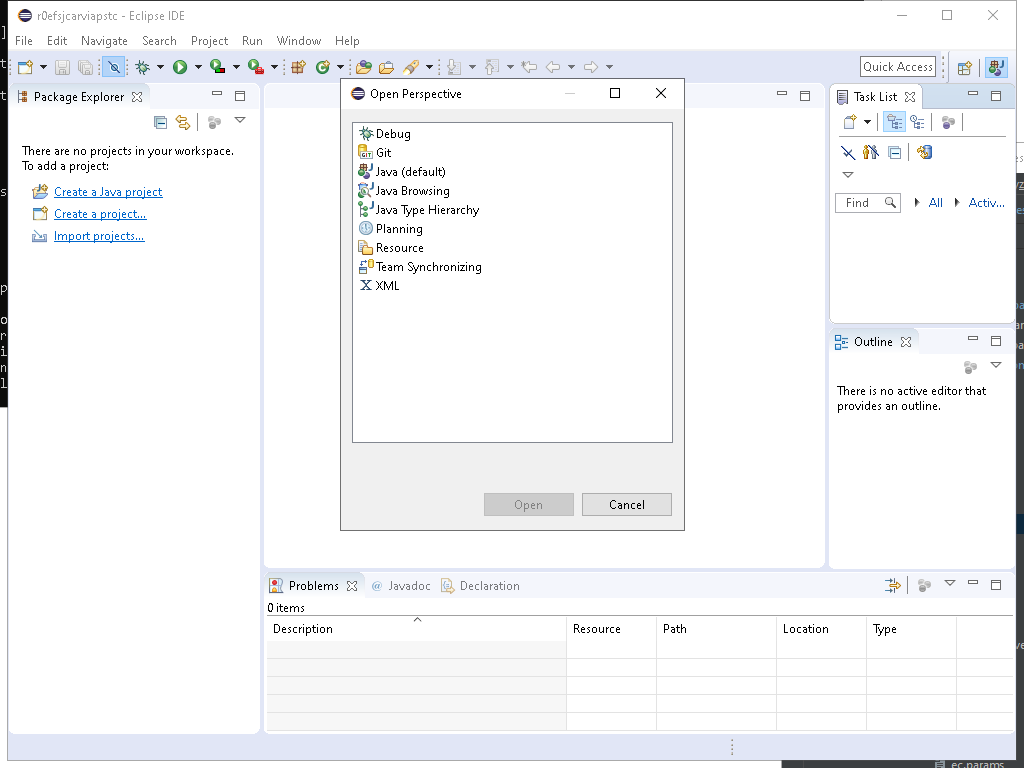 r0efsjcarviapstc - Eclipse IDE
File Edit Navigate Search Project Run Window Help
Quick Access
Package Explorer
There are no projects in your workspace.
To add a project:
Create a Java project
Create a project...
Import projects...
Open Perspective
Debug
Git
Java (default)
Java Browsing
Java Type Hierarchy
Planning
Resource
Team Synchronizing
XML
Open Cancel
Task List
Find All Activ...
Outline
There is no active editor that
provides an outline.
Problems @ Javadoc Declaration
0 items
Description Resource Path Location Type
ec.params